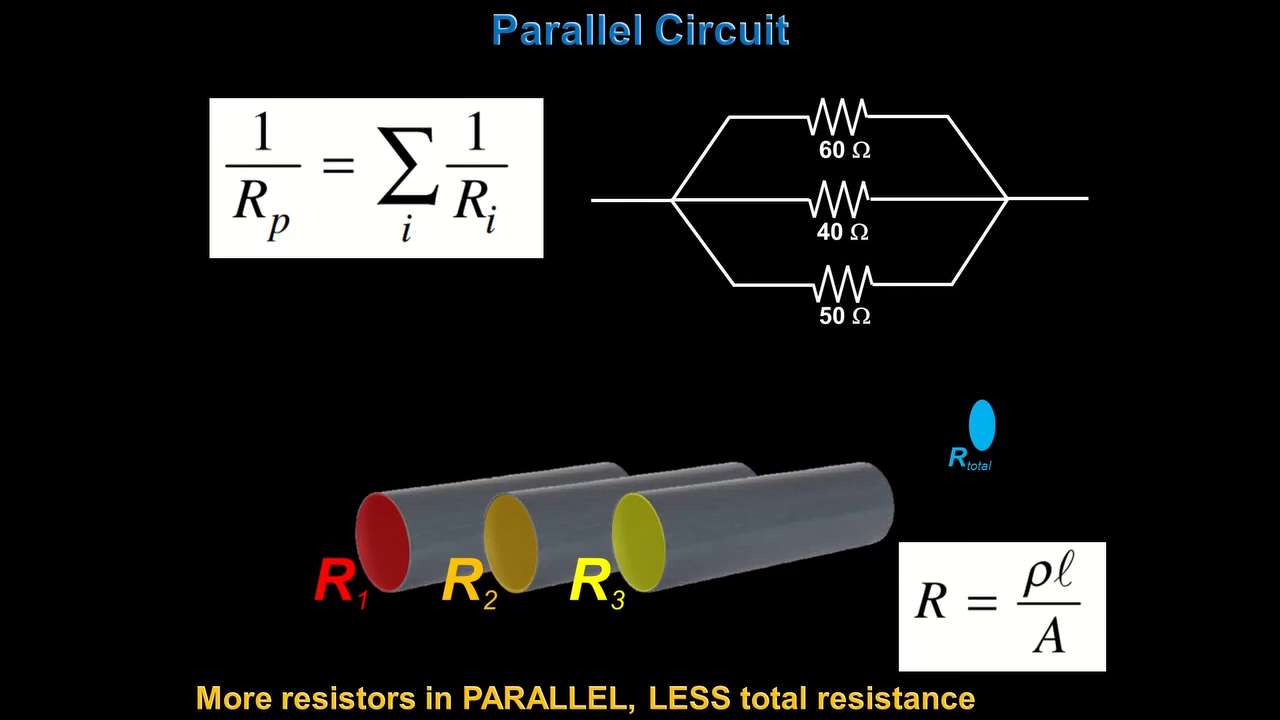 Parallel Circuit
1/R_p = Σ_i 1/R_i
60 Ω
40 Ω
50 Ω
R_total
R_1 R_2 R_3
R = ρℓ/A
More resistors in PARALLEL, LESS total resistance